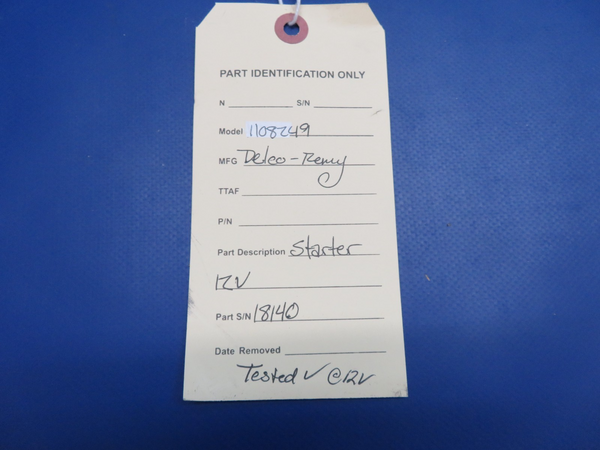 PART IDENTIFICATION ONLY
N S/N
Model 1108249
MFG Delco-Remy
TTAF
P/N
Part Description Starter
12V
Part S/N 18140
Date Removed
Tested ✓ @12V